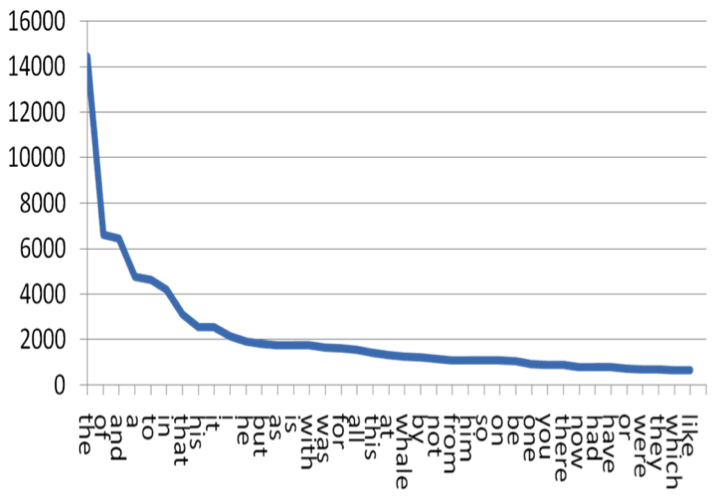 16000
14000
12000
10000
8000
6000
4000
2000
0
the
of
and
a
to
in
that
his
it
i
he
but
as
is
with
was
for
all
this
at
whale
by
not
from
him
so
on
be
one
you
there
now
had
have
or
were
they
which
like